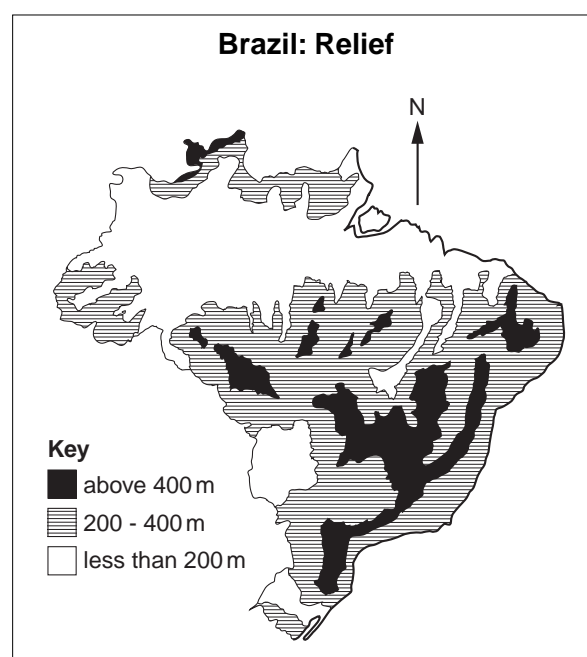 Brazil: Relief
N
Key
above 400 m
200 - 400 m
less than 200 m